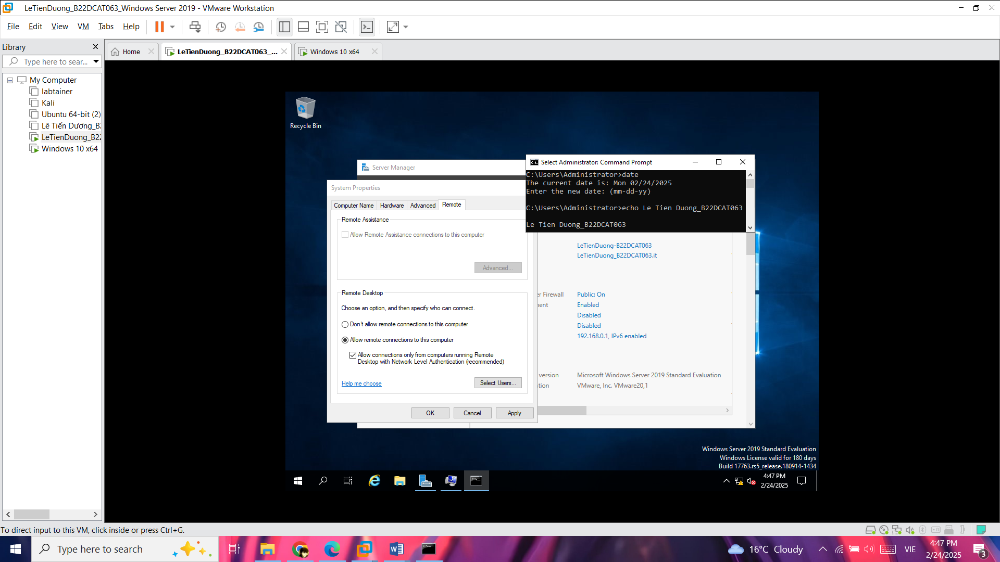 LeTienDuong_B22DCAT063_Windows Server 2019 - VMware Workstation
File Edit View VM Tabs Help
Library
Type here to sear...
My Computer
labtainer
Kali
Ubuntu 64-bit (2)
Lê Tiến Dương_B
LeTienDuong_B22
Windows 10 x64
Home
LeTienDuong_B22DCAT063_...
Windows 10 x64
Recycle Bin
Server Manager
System Properties
Computer Name Hardware Advanced Remote
Remote Assistance
Allow Remote Assistance connections to this computer
Advanced...
Remote Desktop
Choose an option, and then specify who can connect.
Don't allow remote connections to this computer
Allow remote connections to this computer
Allow connections only from computers running Remote
Desktop with Network Level Authentication (recommended)
Help me choose
Select Users...
OK Cancel Apply
Select Administrator: Command Prompt
C:\Users\Administrator>date
The current date is: Mon 02/24/2025
Enter the new date: (mm-dd-yy)
C:\Users\Administrator>echo Le Tien Duong_B22DCAT063
Le Tien Duong_B22DCAT063
LeTienDuong-B22DCAT063
LeTienDuong_B22DCAT063.it
er Firewall Public: On
ent Enabled
Disabled
Disabled
192.168.0.1, IPv6 enabled
version Microsoft Windows Server 2019 Standard Evaluation
tion VMware, Inc. VMware20,1
Windows Server 2019 Standard Evaluation
Windows License valid for 180 days
Build 17763.rs5_release.180914-1434
4:47 PM
2/24/2025
To direct input to this VM, click inside or press Ctrl+G.
Type here to search
16°C Cloudy
VIE
4:47 PM
2/24/2025
3